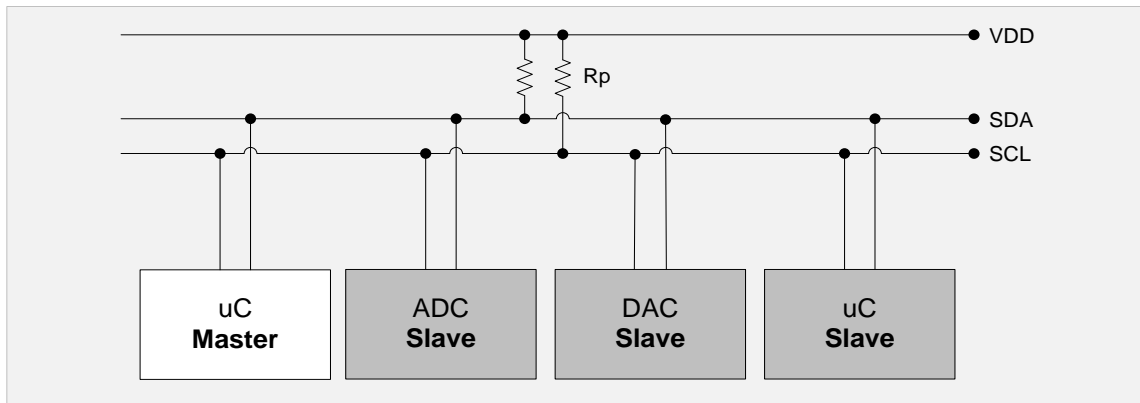 VDD
Rp
SDA
SCL
uC
Master
ADC
Slave
DAC
Slave
uC
Slave